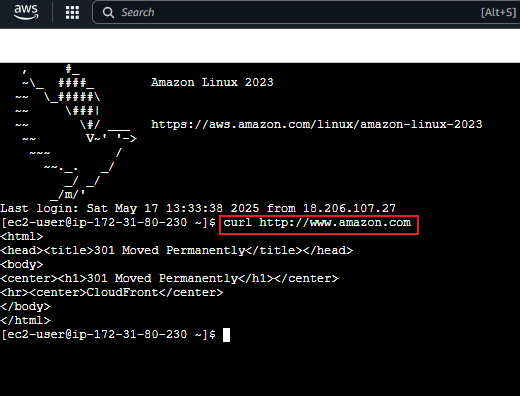 aws
Search
[Alt+S]
   ,     #_
   ~\_  ####_        Amazon Linux 2023
  ~~  \_#####\
  ~~     \###|
  ~~       \#/ ___   https://aws.amazon.com/linux/amazon-linux-2023
   ~~       V~' '->
    ~~~         /
      ~~._.   _/
         _/ _/
       _/m/'
Last login: Sat May 17 13:33:38 2025 from 18.206.107.27
[ec2-user@ip-172-31-80-230 ~]$ curl http://www.amazon.com
<html>
<head><title>301 Moved Permanently</title></head>
<body>
<center><h1>301 Moved Permanently</h1></center>
<hr><center>CloudFront</center>
</body>
</html>
[ec2-user@ip-172-31-80-230 ~]$